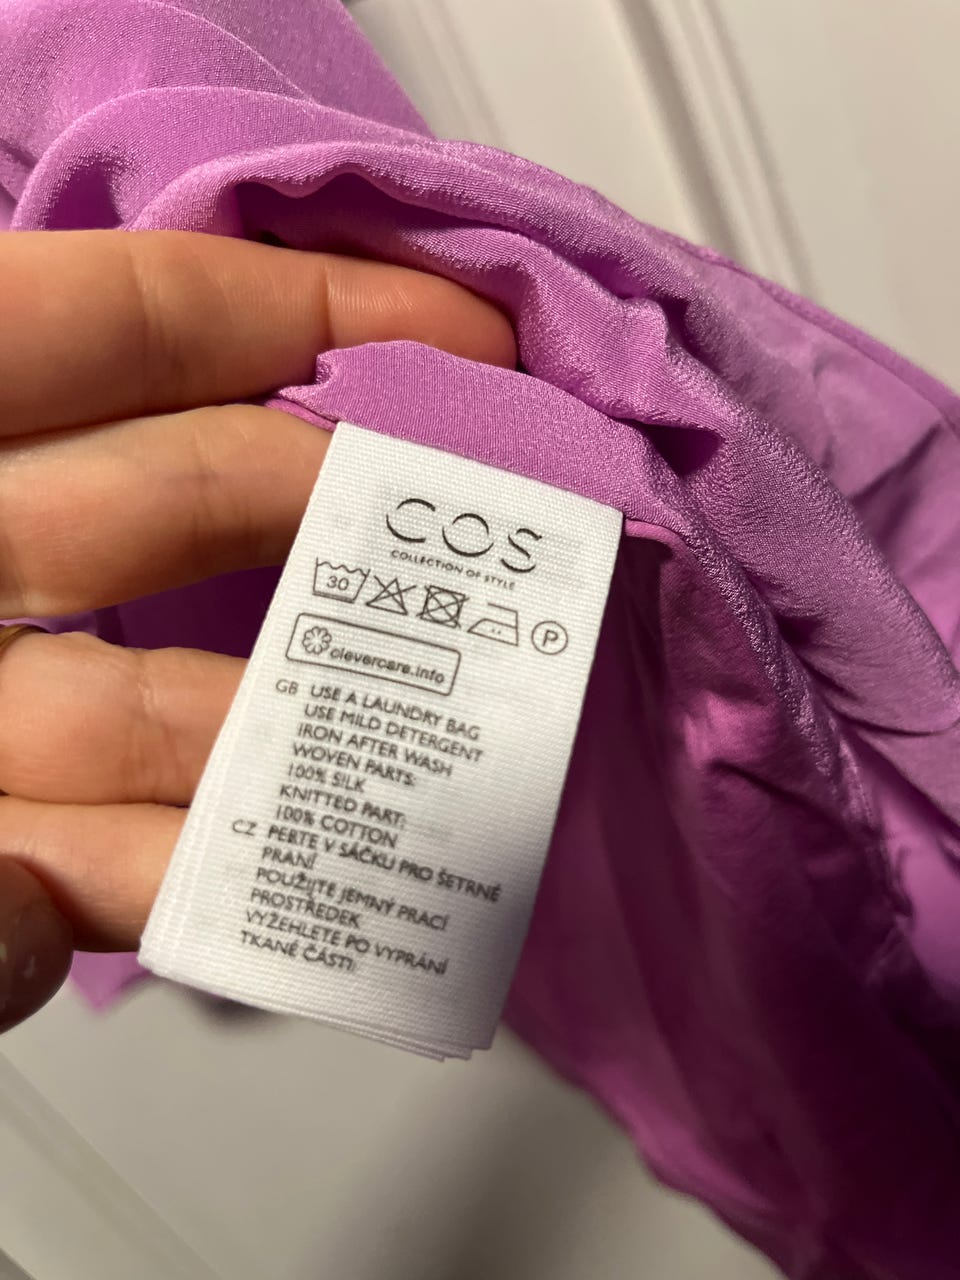 COS
COLLECTION OF STYLE
30
P
clevercare.info
GB USE A LAUNDRY BAG
USE MILD DETERGENT
IRON AFTER WASH
WOVEN PARTS:
100% SILK
KNITTED PART:
100% COTTON
CZ PERTE V SÁČKU PRO ŠETRNÉ
PRANÍ
POUŽIJTE JEMNÝ PRACÍ
PROSTŘEDEK
VYŽEHLETE PO VYPRÁNÍ
TKANÉ ČÁSTI: